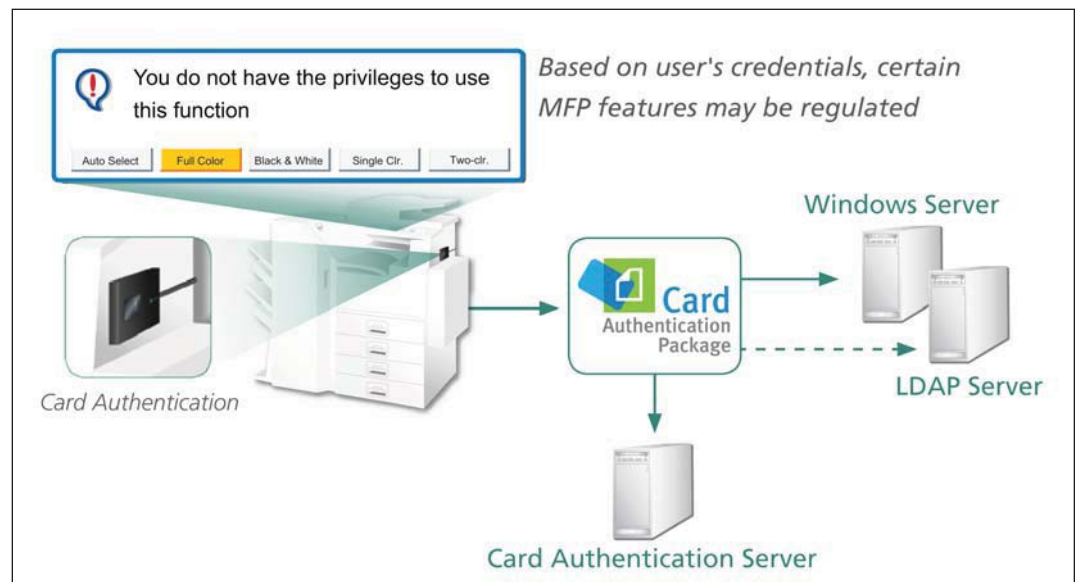 You do not have the privileges to use
this function
Auto Select Full Color Black & White Single Clr. Two-clr.
Based on user's credentials, certain
MFP features may be regulated
Card Authentication
Card
Authentication
Package
Windows Server
LDAP Server
Card Authentication Server